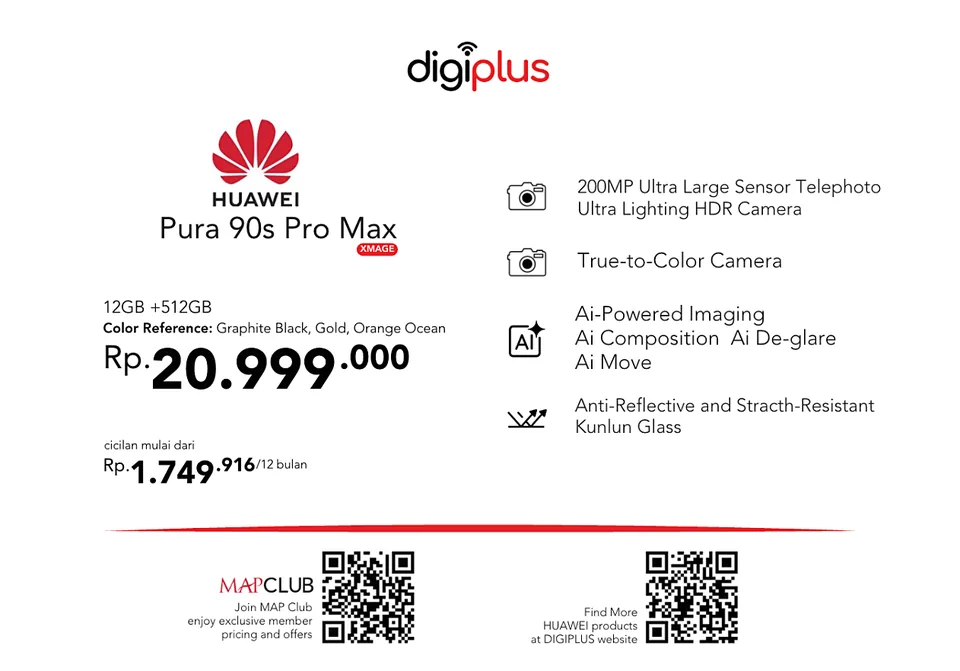 digiplus
HUAWEI
Pura 90s Pro Max
XMAGE
12GB +512GB
Color Reference: Graphite Black, Gold, Orange Ocean
Rp.20.999.000
cicilan mulai dari
Rp.1.749.916/12 bulan
200MP Ultra Large Sensor Telephoto
Ultra Lighting HDR Camera
True-to-Color Camera
AI
Ai-Powered Imaging
Ai Composition Ai De-glare
Ai Move
Anti-Reflective and Stracth-Resistant
Kunlun Glass
MAPCLUB
Join MAP Club
enjoy exclusive member
pricing and offers
Find More
HUAWEI products
at DIGIPLUS website